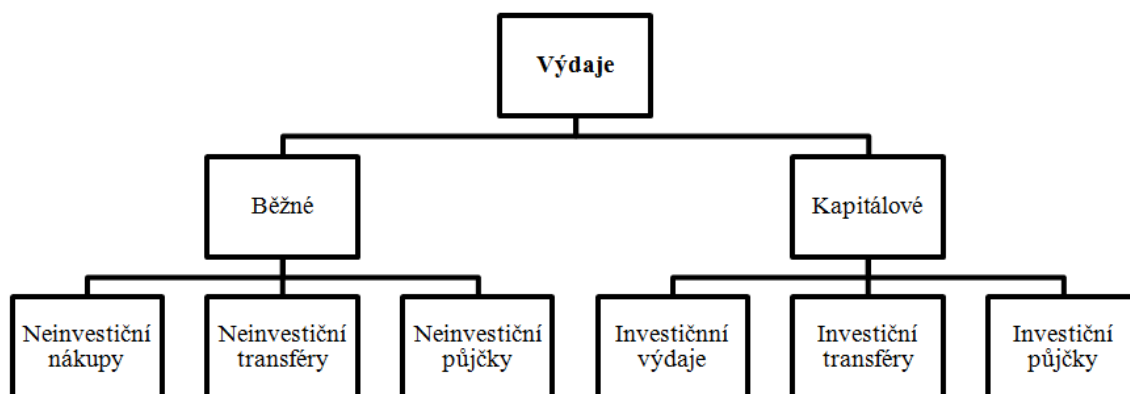 Výdaje
Běžné
Kapitálové
Neinvestiční
nákupy
Neinvestiční
transféry
Neinvestiční
půjčky
Investičnní
výdaje
Investiční
transféry
Investiční
půjčky